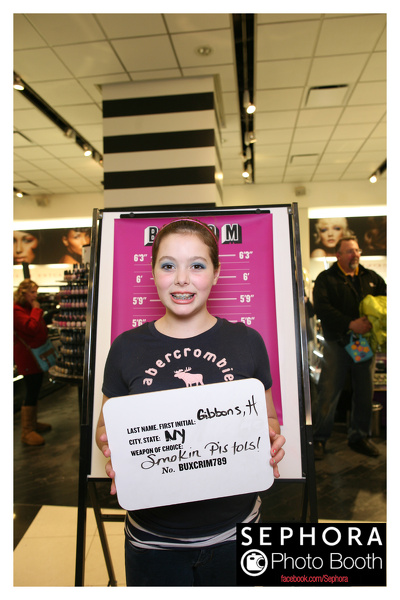 B M
6'3" 6'3"
6' 6'
5'9" 5'9"
5'6" 5'6"
abercrombie
LAST NAME, FIRST INITIAL: Gibbons, H
CITY, STATE: NY
WEAPON OF CHOICE:
Smokin Pistols!
No. BUXCRIM789
SEPHORA
Photo Booth
facebook.com/Sephora